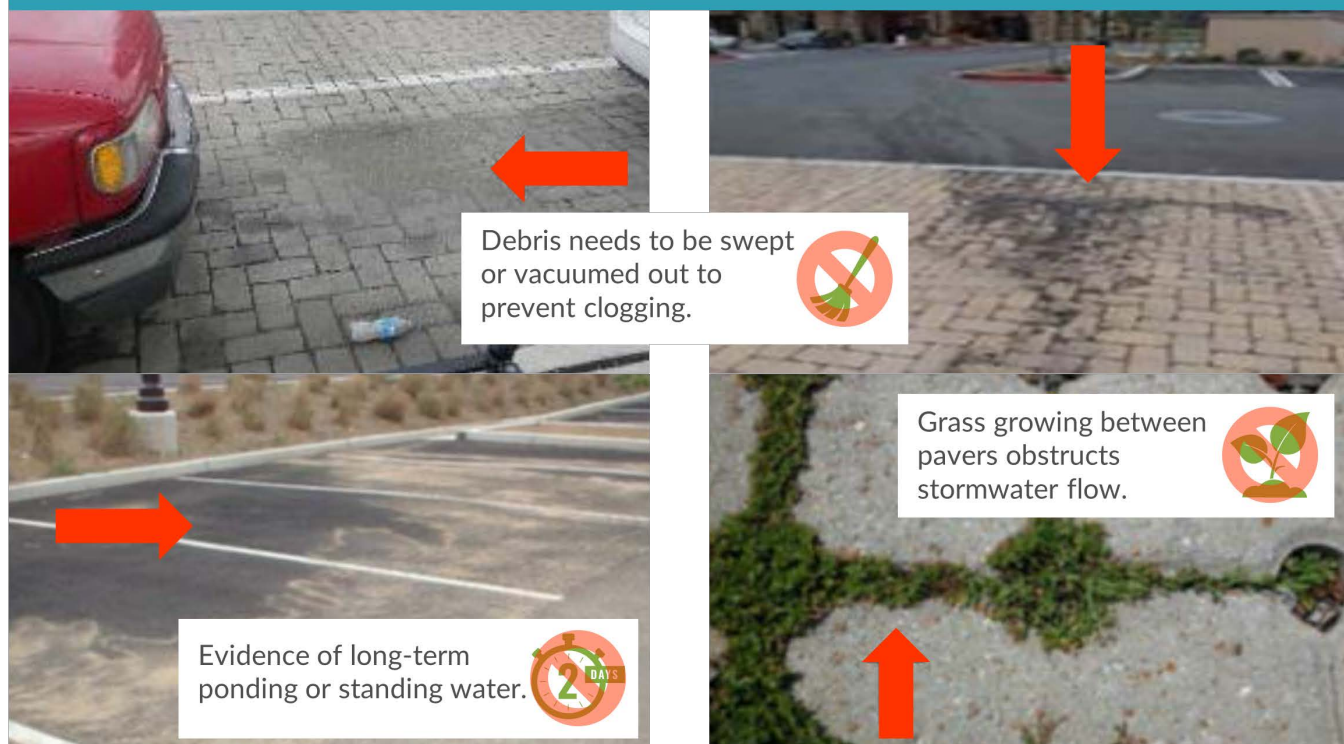 Debris needs to be swept
or vacuumed out to
prevent clogging.
Grass growing between
pavers obstructs
stormwater flow.
Evidence of long-term
ponding or standing water.
2 DAYS